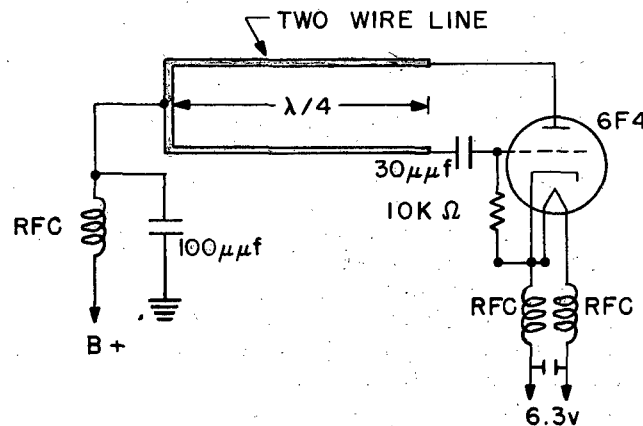 TWO WIRE LINE
λ/4
6F4
30μμf
10K Ω
RFC
100μμf
RFC
RFC
B +
6.3v